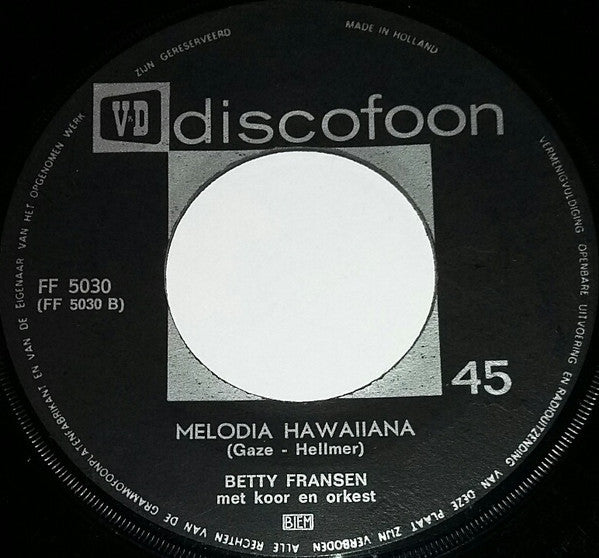 MADE IN HOLLAND
V&D
discofoon
FF 5030
(FF 5030 B)
45
MELODIA HAWAIIANA
(Gaze - Hellmer)
BETTY FRANSEN
met koor en orkest
BIEM
ALLE RECHTEN VAN DE GRAMMOFOONPLATENFABRIKANT EN VAN DE EIGENAAR VAN HET OPGENOMEN WERK ZIJN GERESERVEERD
VERMENIGVULDIGING OPENBARE UITVOERING EN RADIOUITZENDING VAN DEZE PLAAT ZIJN VERBODEN